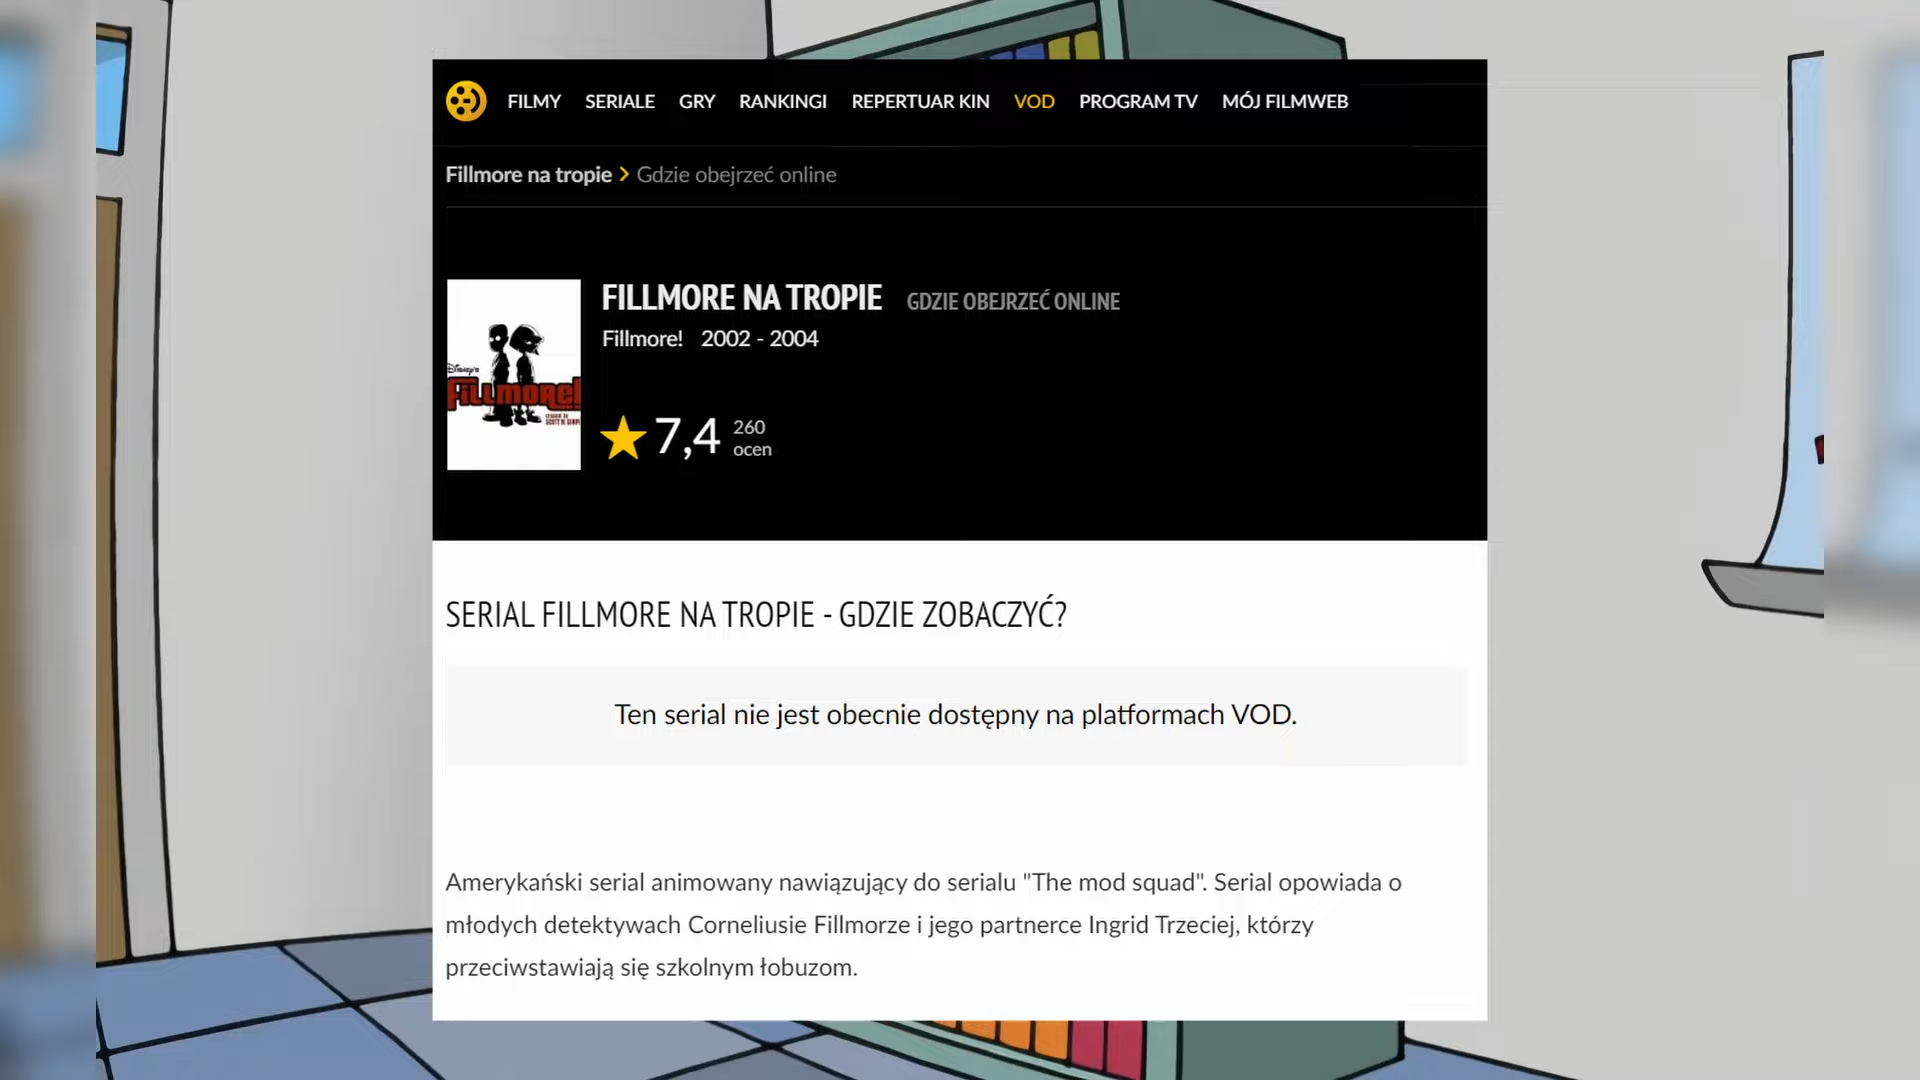 FILMY SERIALE GRY RANKINGI REPERTUAR KIN VOD PROGRAM TV MÓJ FILMWEB
Fillmore na tropie > Gdzie obejrzeć online
FILLMORE NA TROPIE GDZIE OBEJRZEĆ ONLINE
Fillmore! 2002 - 2004
Disney's
Fillmore!
7,4 260
ocen
SERIAL FILLMORE NA TROPIE - GDZIE ZOBACZYĆ?
Ten serial nie jest obecnie dostępny na platformach VOD.
Amerykański serial animowany nawiązujący do serialu "The mod squad". Serial opowiada o
młodych detektywach Corneliusie Fillmorze i jego partnerce Ingrid Trzeciej, którzy
przeciwstawiają się szkolnym łobuzom.